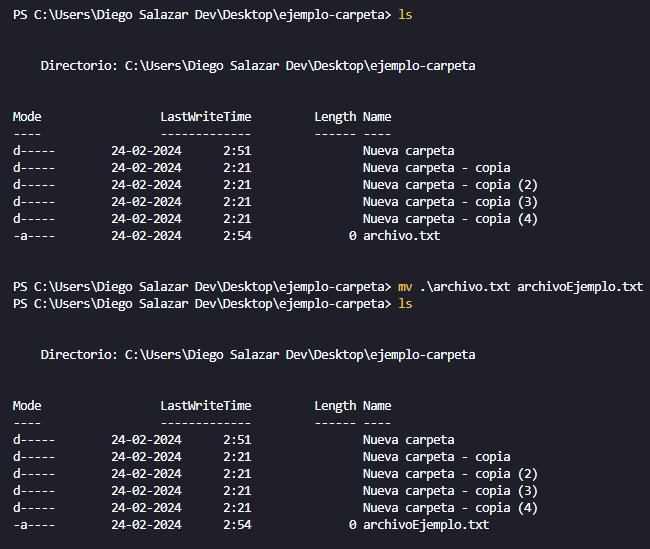 PS C:\Users\Diego Salazar Dev\Desktop\ejemplo-carpeta> ls
Directorio: C:\Users\Diego Salazar Dev\Desktop\ejemplo-carpeta
Mode LastWriteTime Length Name
---- ------------- ------ ----
d----- 24-02-2024 2:51 Nueva carpeta
d----- 24-02-2024 2:21 Nueva carpeta - copia
d----- 24-02-2024 2:21 Nueva carpeta - copia (2)
d----- 24-02-2024 2:21 Nueva carpeta - copia (3)
d----- 24-02-2024 2:21 Nueva carpeta - copia (4)
-a---- 24-02-2024 2:54 0 archivo.txt
PS C:\Users\Diego Salazar Dev\Desktop\ejemplo-carpeta> mv .\archivo.txt archivoEjemplo.txt
PS C:\Users\Diego Salazar Dev\Desktop\ejemplo-carpeta> ls
Directorio: C:\Users\Diego Salazar Dev\Desktop\ejemplo-carpeta
Mode LastWriteTime Length Name
---- ------------- ------ ----
d----- 24-02-2024 2:51 Nueva carpeta
d----- 24-02-2024 2:21 Nueva carpeta - copia
d----- 24-02-2024 2:21 Nueva carpeta - copia (2)
d----- 24-02-2024 2:21 Nueva carpeta - copia (3)
d----- 24-02-2024 2:21 Nueva carpeta - copia (4)
-a---- 24-02-2024 2:54 0 archivoEjemplo.txt